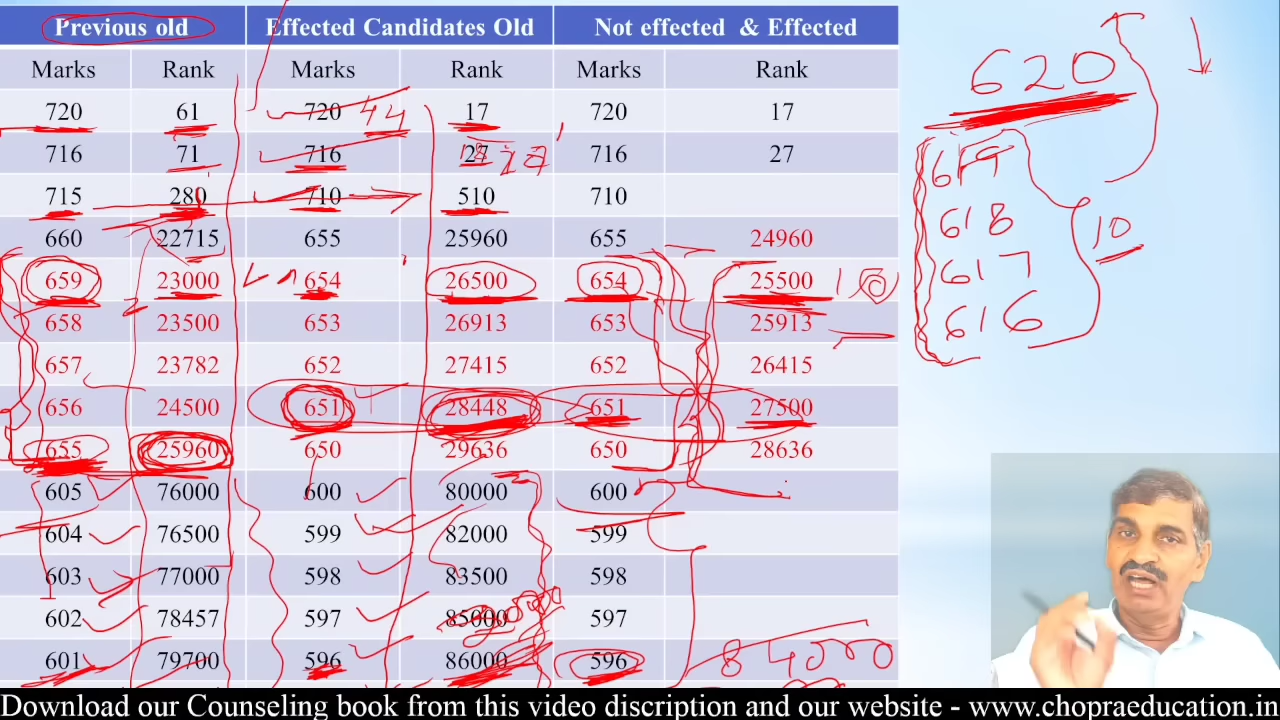 Previous old Effected Candidates Old Not effected & Effected
Marks Rank Marks Rank Marks Rank
720 61 720 44 17 720 17
716 71 716 27 716 27
715 280 710 510 710
660 22715 655 25960 655 24960
659 23000 654 26500 654 25500
658 23500 653 26913 653 25913
657 23782 652 27415 652 26415
656 24500 651 28448 651 27500
655 25960 650 29636 650 28636
605 76000 600 80000 600
604 76500 599 82000 599
603 77000 598 83500 598
602 78457 597 85000 597
601 79700 596 86000 596 84000
620
619
618 10
617
616
Download our Counseling book from this video discription and our website - www.chopraeducation.in